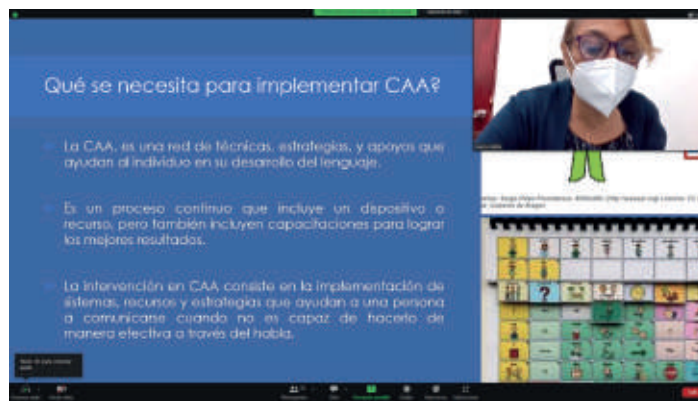 Qué se necesita para implementar CAA?
La CAA, es una red de técnicas, estrategias, y apoyos que
ayudan al individuo en su desarrollo del lenguaje.
Es un proceso continuo que incluye un dispositivo o
recurso, pero también incluyen capacitaciones para lograr
los mejores resultados.
La intervención en CAA consiste en la implementación de
sistemas, recursos y estrategias que ayudan a una persona
a comunicarse cuando no es capaz de hacerlo de
manera efectiva a través del habla.